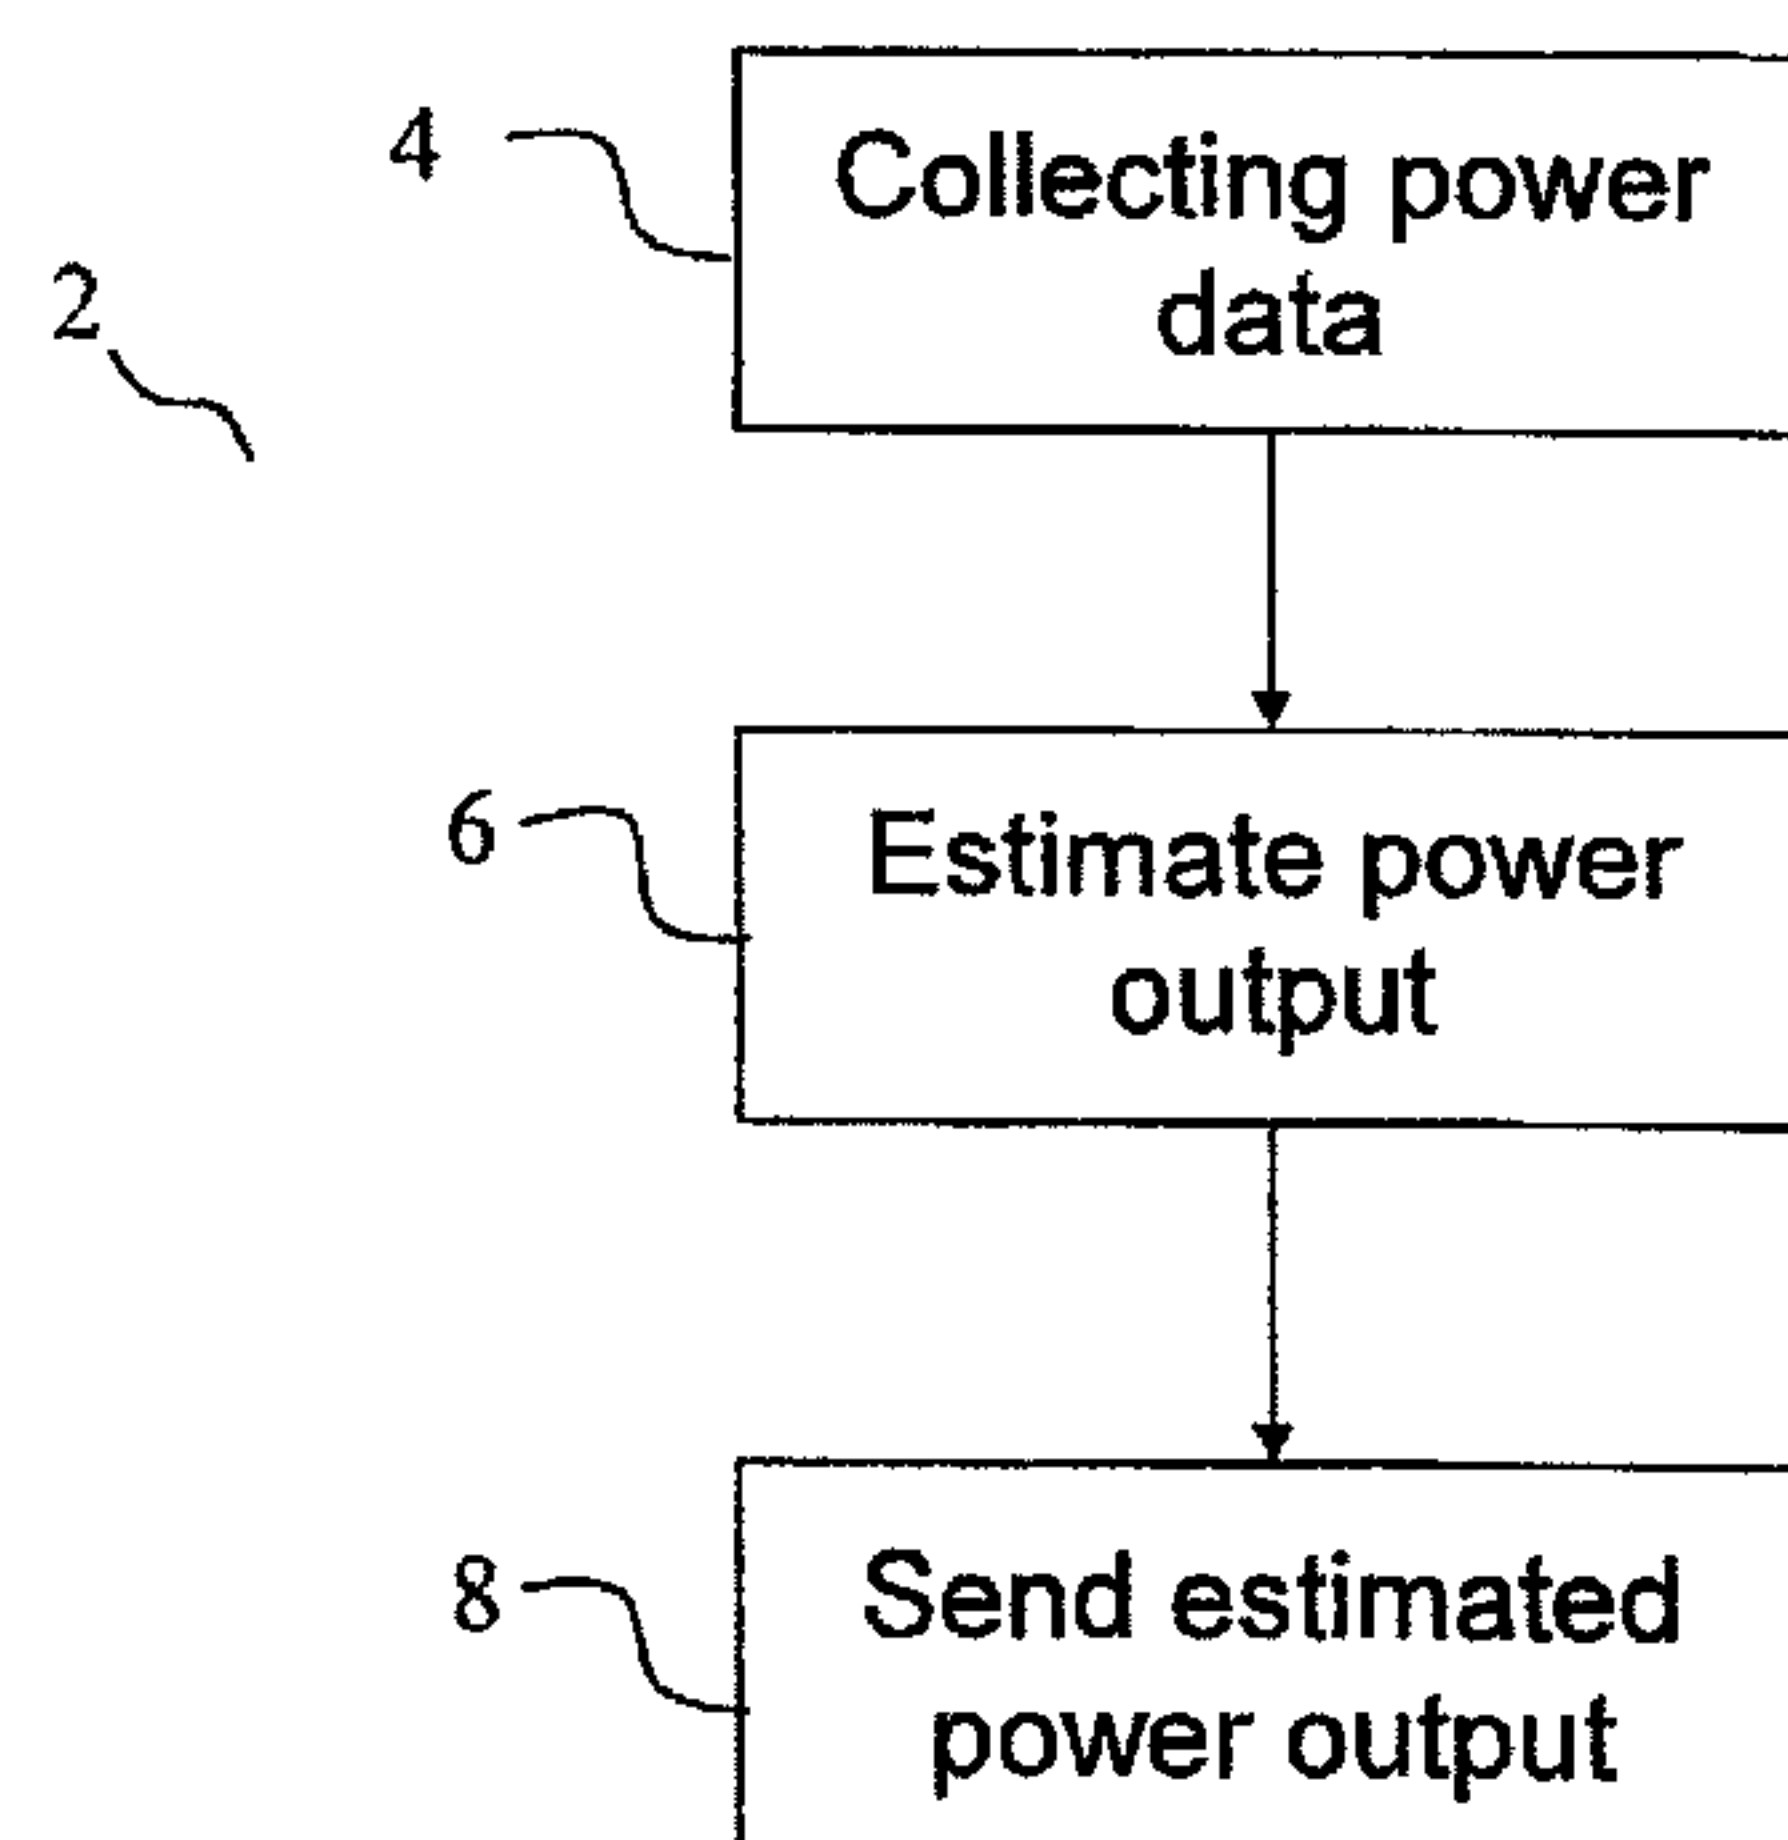 4
Collecting power
data
2
6
Estimate power
output
8
Send estimated
power output